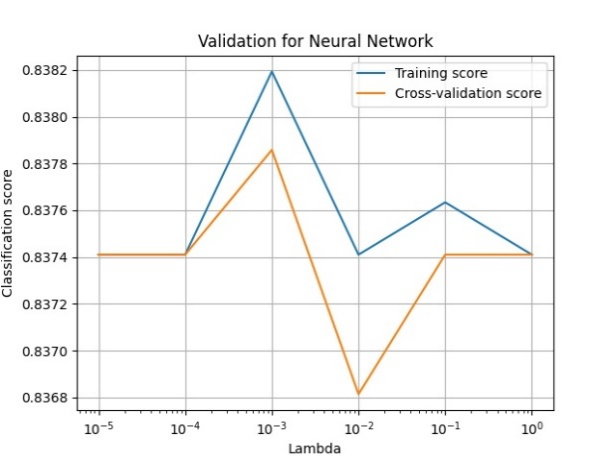 Validation for Neural Network
Training score
Cross-validation score
Classification score
0.8382
0.8380
0.8378
0.8376
0.8374
0.8372
0.8370
0.8368
10⁻⁵ 10⁻⁴ 10⁻³ 10⁻² 10⁻¹ 10⁰
Lambda